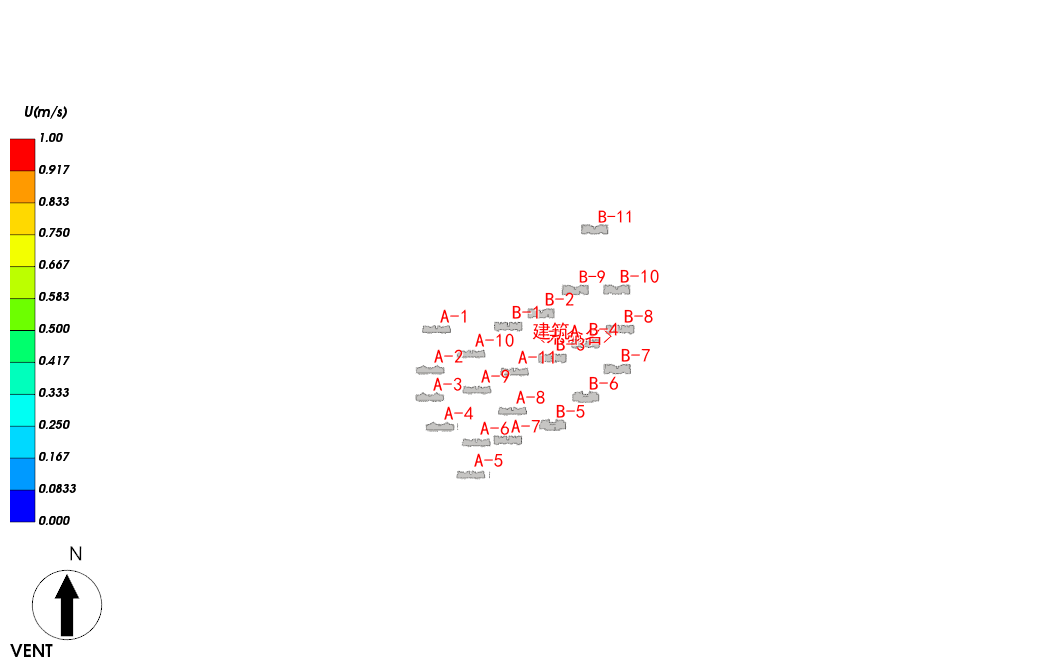 U(m/s)
1.00
0.917
0.833
0.750
0.667
0.583
0.500
0.417
0.333
0.250
0.167
0.0833
0.000
N
VENT
B-11
B-9
B-10
B-2
A-1
B-1
B-8
建筑A
B-4
A-10
B-3
A-2
A-11
B-7
A-9
A-3
B-6
A-8
A-4
B-5
A-6
A-7
A-5